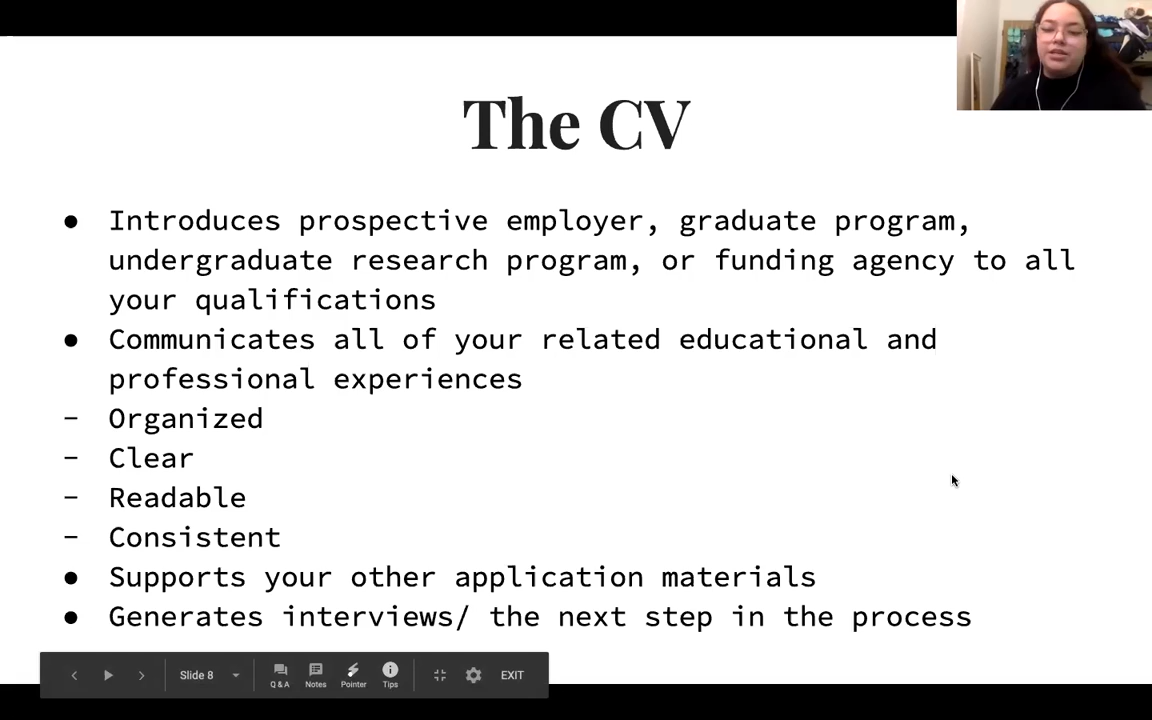 The CV
● Introduces prospective employer, graduate program,
undergraduate research program, or funding agency to all
your qualifications
● Communicates all of your related educational and
professional experiences
– Organized
– Clear
– Readable
– Consistent
● Supports your other application materials
● Generates interviews/ the next step in the process
Slide 8
Q & A
Notes
Pointer
Tips
EXIT